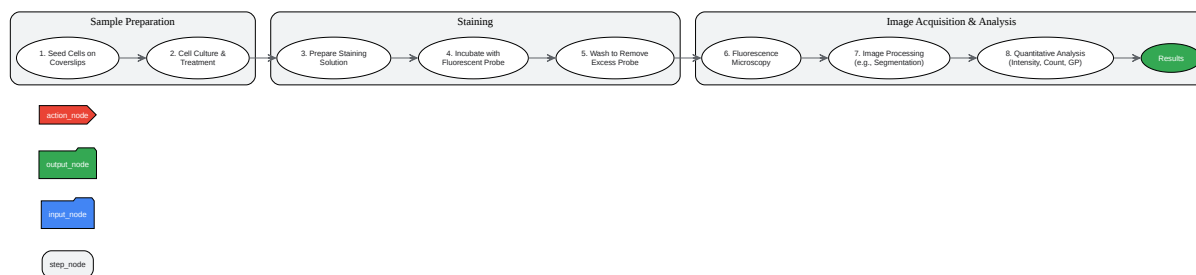 Sample Preparation
Staining
Image Acquisition & Analysis
1. Seed Cells on
Coverslips
2. Cell Culture &
Treatment
3. Prepare Staining
Solution
4. Incubate with
Fluorescent Probe
5. Wash to Remove
Excess Probe
6. Fluorescence
Microscopy
7. Image Processing
(e.g., Segmentation)
8. Quantitative Analysis
(Intensity, Count, GP)
Results
action_node
output_node
input_node
step_node